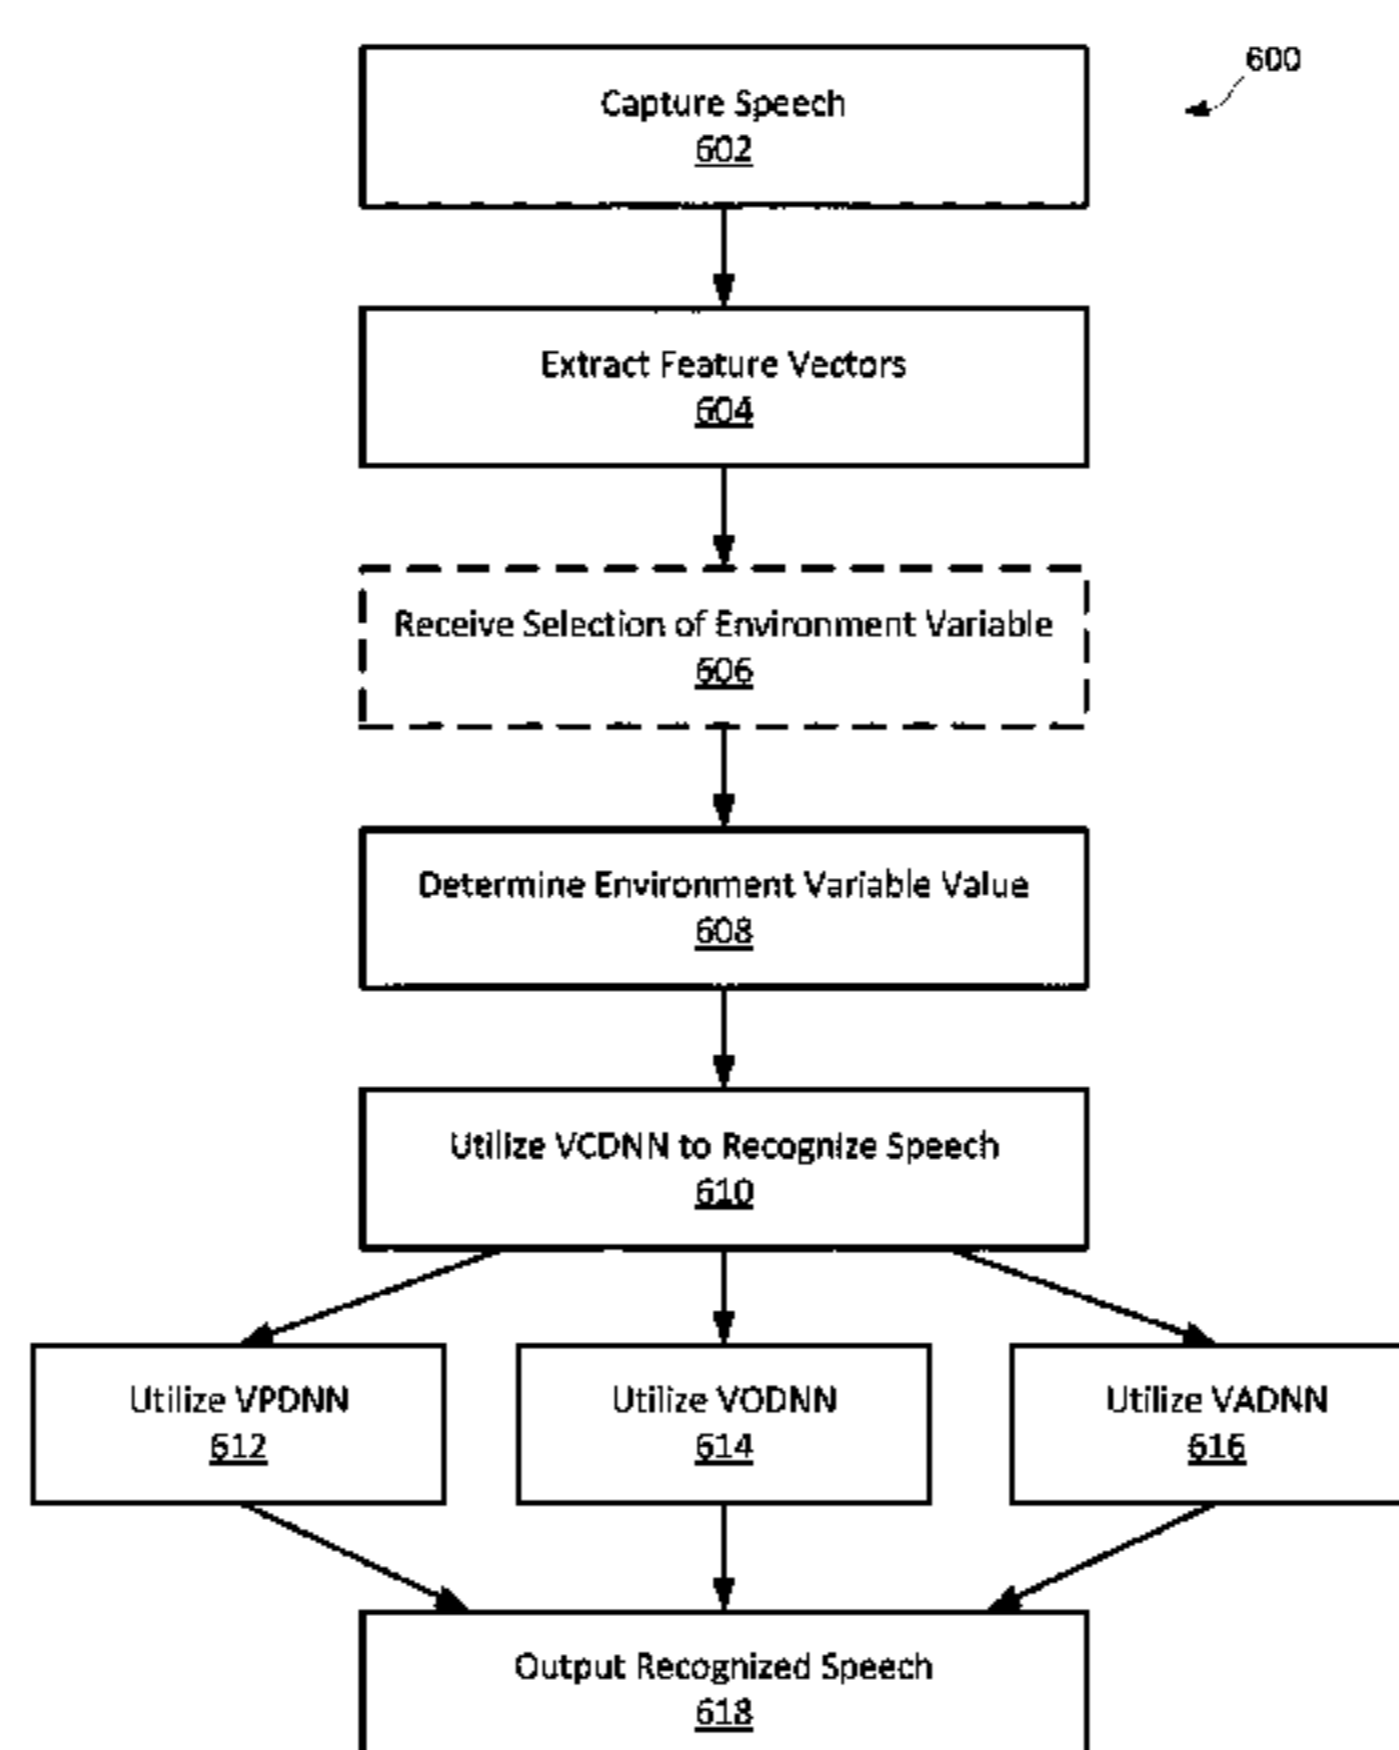 600
Capture Speech
602
Extract Feature Vectors
604
Receive Selection of Environment Variable
606
Determine Environment Variable Value
608
Utilize VCDNN to Recognize Speech
610
Utilize VPDNN
612
Utilize VODNN
614
Utilize VADNN
616
Output Recognized Speech
618